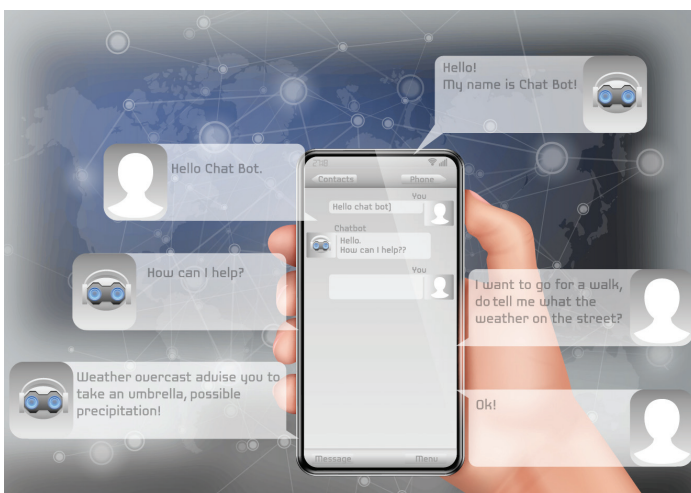 Hello!
My name is Chat Bot!
Hello Chat Bot.
How can I help?
I want to go for a walk,
do tell me what the
weather on the street?
Weather overcast advise you to
take an umbrella, possible
precipitation!
Ok!
2:10
Contacts
Phone
You
Hello chat bot]
Chatbot
Hello.
How can I help??
You
Message
Menu